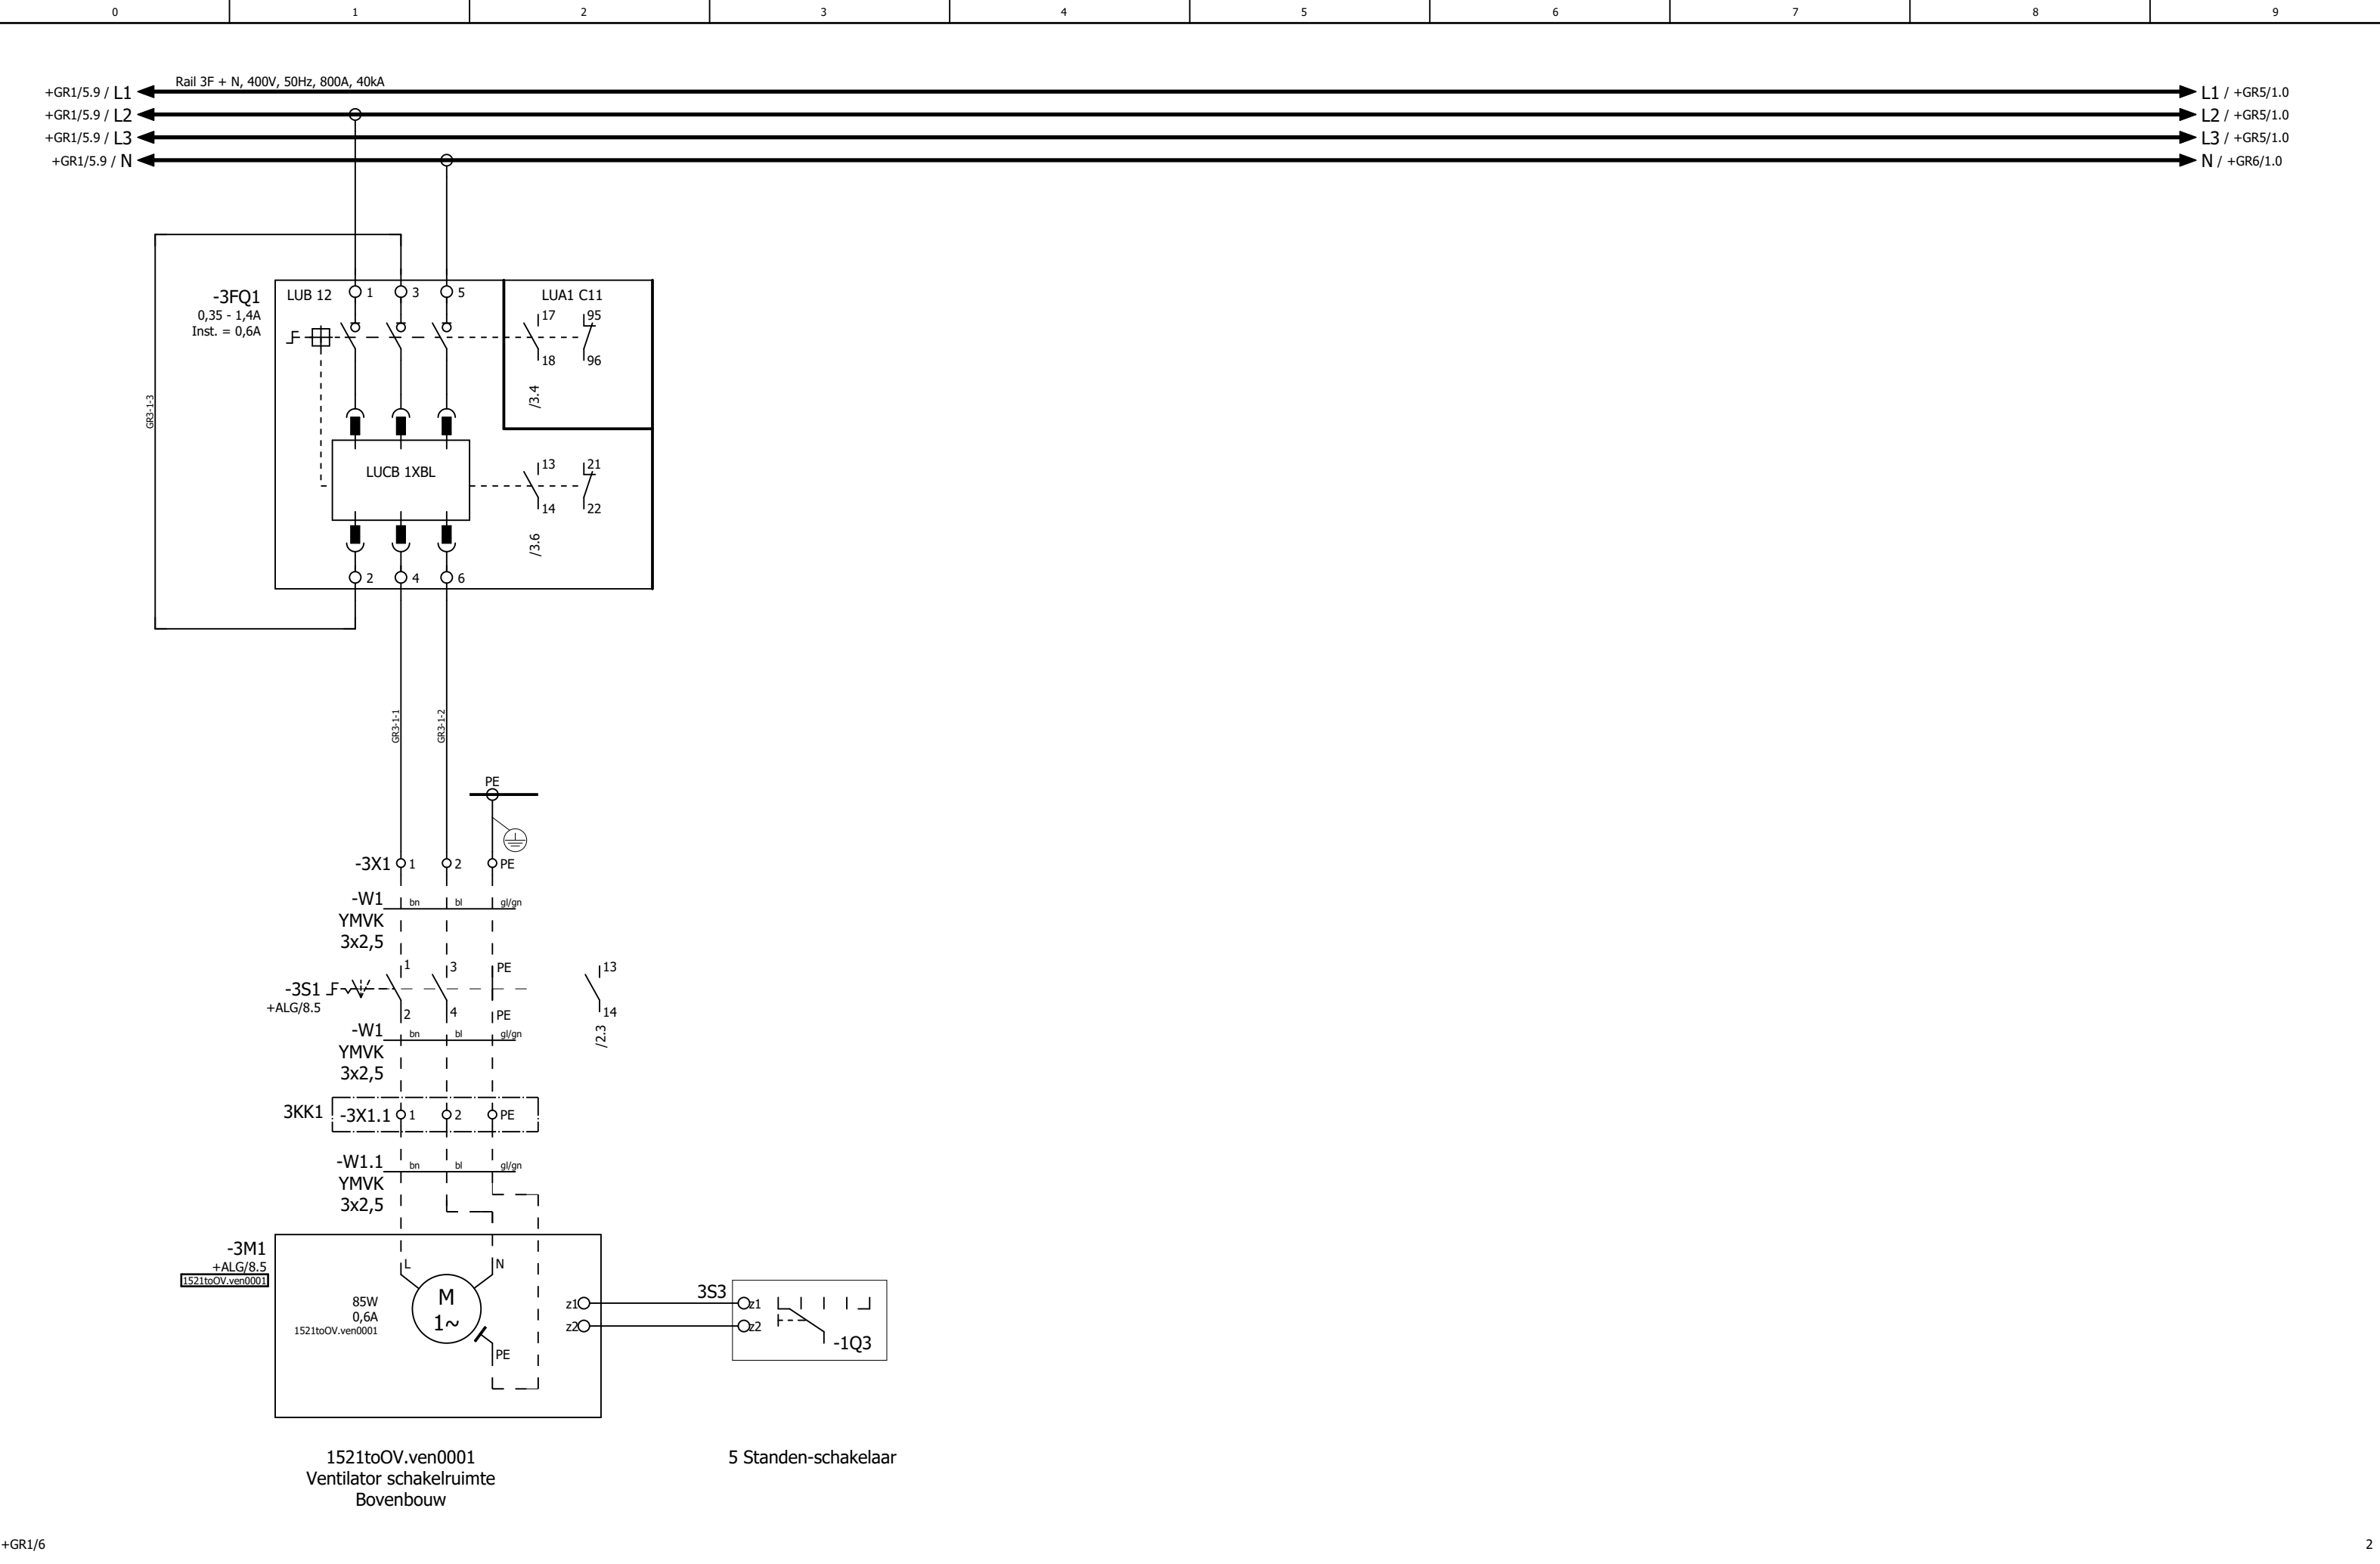 0 1 2 3 4 5 6 7 8 9
Rail 3F + N, 400V, 50Hz, 800A, 40kA
+GR1/5.9 / L1
L1 / +GR5/1.0
+GR1/5.9 / L2
L2 / +GR5/1.0
+GR1/5.9 / L3
L3 / +GR5/1.0
+GR1/5.9 / N
N / +GR6/1.0
-3FQ1
0,35 - 1,4A
Inst. = 0,6A
LUB 12
1 3 5
LUA1 C11
17 95
18 96
/3.4
GR3-1-3
LUCB 1XBL
13 21
14 22
/3.6
2 4 6
GR3-1-1
GR3-1-2
PE
-3X1 1 2 PE
-W1 bn bl gl/gn
YMVK
3x2,5
1 3 PE 13
-3S1
+ALG/8.5
2 4 PE 14
/2.3
-W1 bn bl gl/gn
YMVK
3x2,5
3KK1 -3X1.1 1 2 PE
-W1.1 bn bl gl/gn
YMVK
3x2,5
-3M1
+ALG/8.5
1521toOV.ven0001
L N
85W
0,6A
1521toOV.ven0001
M
1~
PE
z1
z2
3S3
z1
z2
-1Q3
1521toOV.ven0001
Ventilator schakelruimte
Bovenbouw
5 Standen-schakelaar
+GR1/6
2